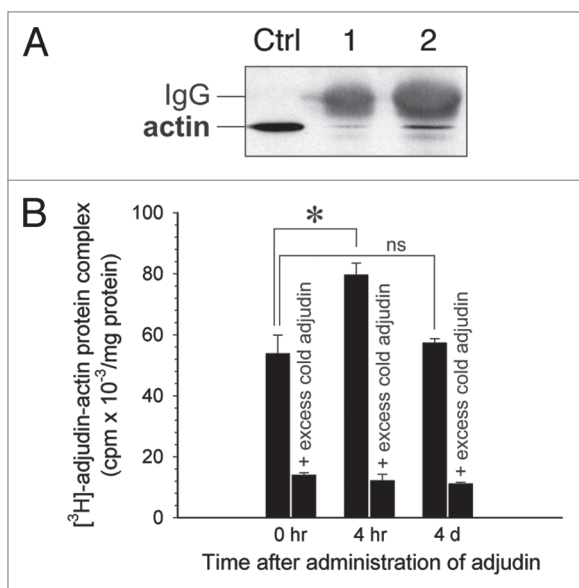 A
Ctrl 1 2
IgG
actin
B
[³H]-adjudin-actin protein complex
(cpm x 10⁻³/mg protein)
100
80
60
40
20
0
*
ns
+ excess cold adjudin
+ excess cold adjudin
+ excess cold adjudin
0 hr 4 hr 4 d
Time after administration of adjudin